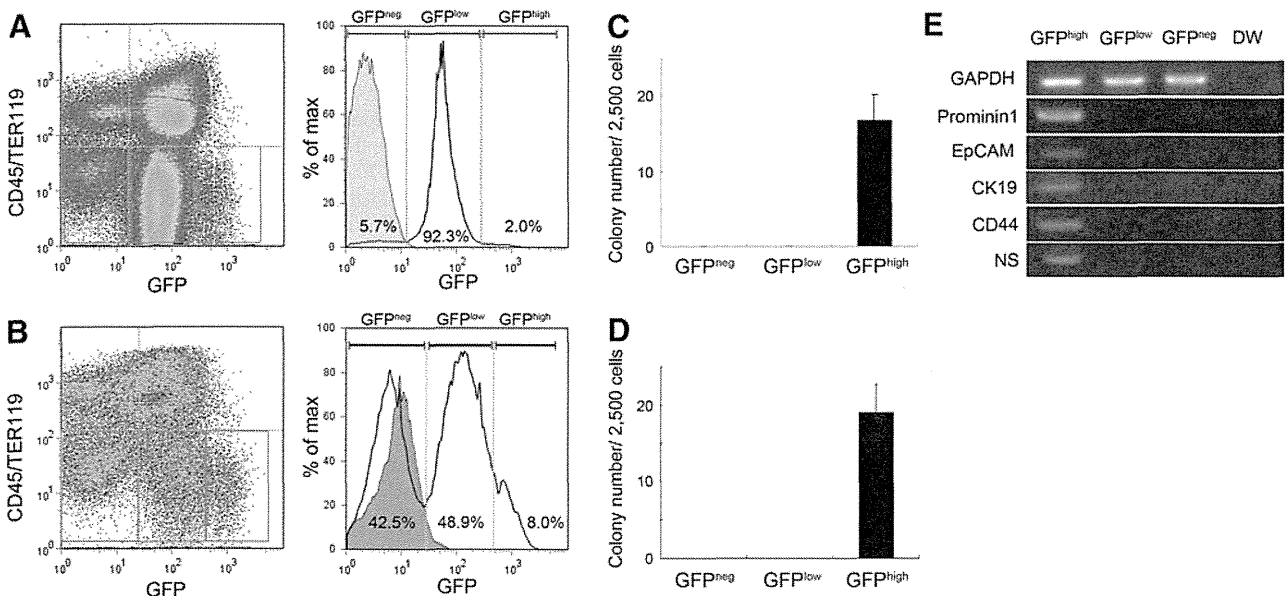 A
CD45/TER119
10³
10²
10¹
10⁰
10⁰ 10¹ 10² 10³
GFP
GFPneg GFPlow GFPhigh
% of max
100
80
60
40
20
0
5.7% 92.3% 2.0%
10⁰ 10¹ 10² 10³
GFP
B
CD45/TER119
10³
10²
10¹
10⁰
10⁰ 10¹ 10² 10³
GFP
GFPneg GFPlow GFPhigh
% of max
100
80
60
40
20
0
42.5% 48.9% 8.0%
10⁰ 10¹ 10² 10³
GFP
C
Colony number/ 2,500 cells
20
10
0
GFPneg GFPlow GFPhigh
D
Colony number/ 2,500 cells
20
10
0
GFPneg GFPlow GFPhigh
E
GFPhigh GFPlow GFPneg DW
GAPDH
Prominin1
EpCAM
CK19
CD44
NS